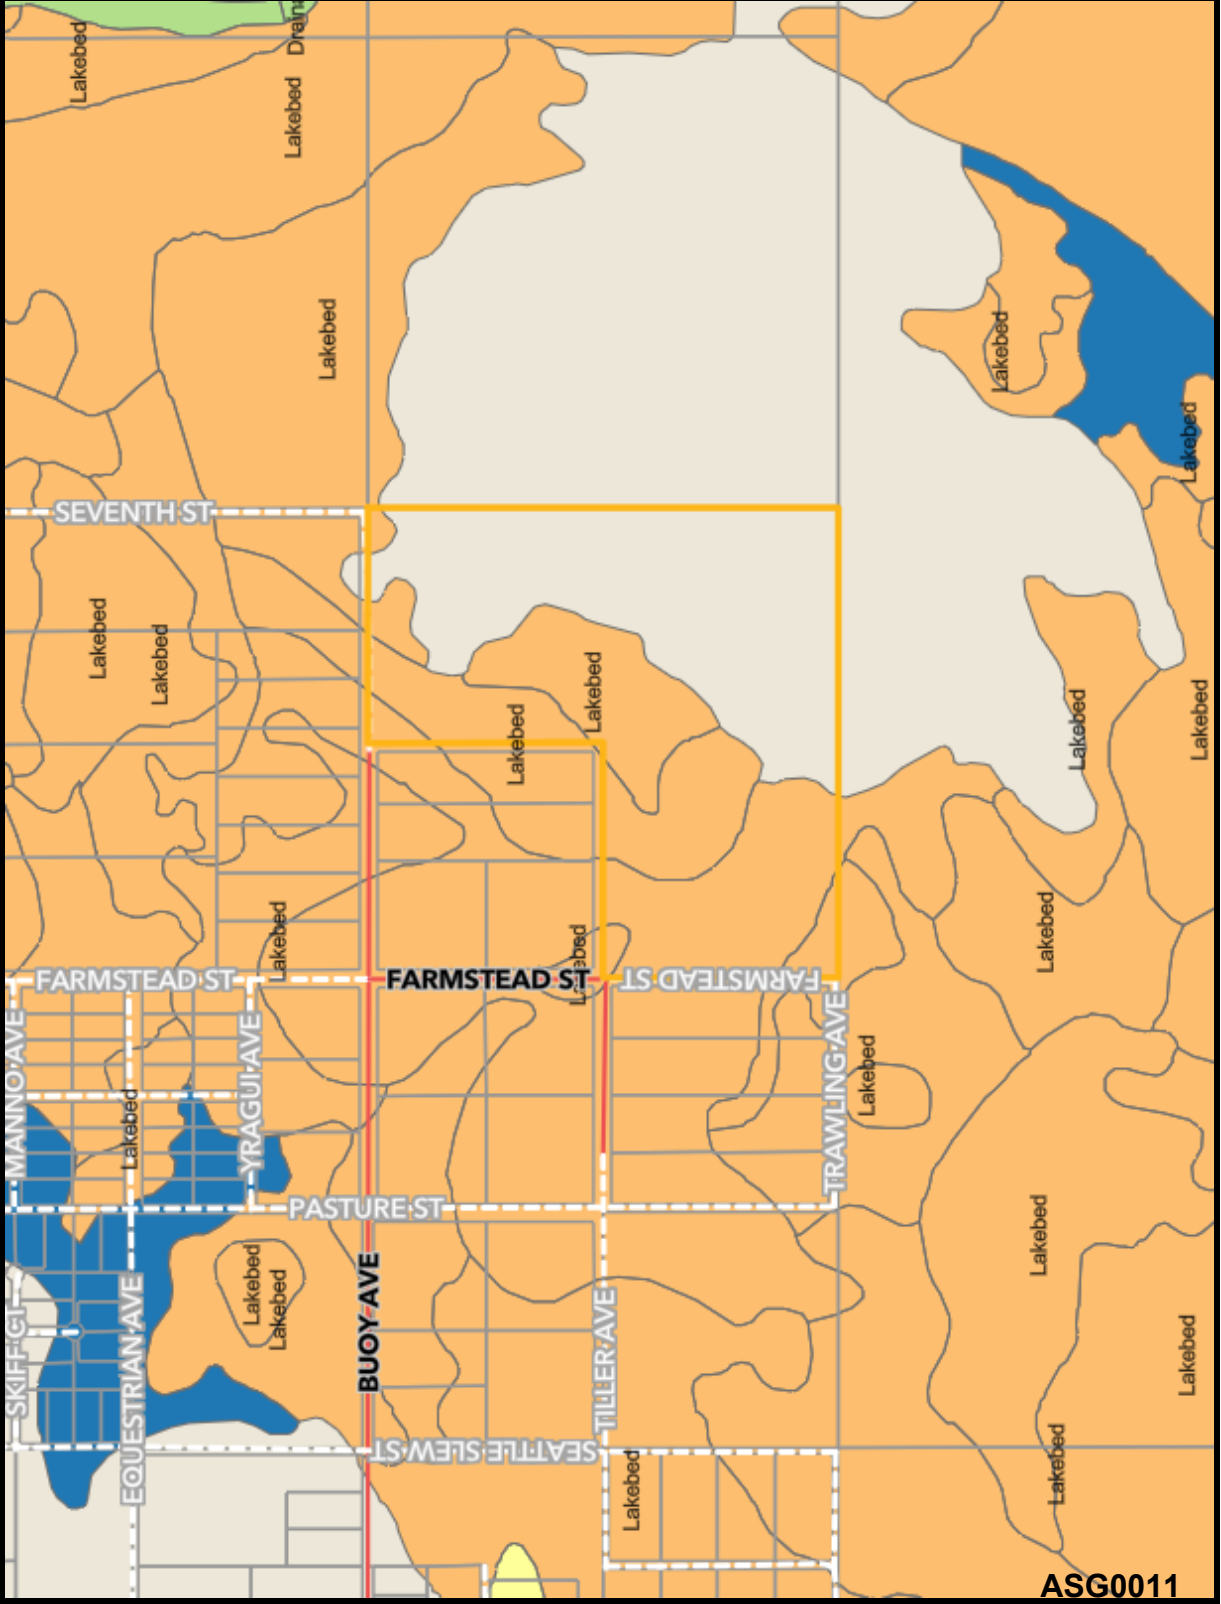 Lakebed
Draina
Lakebed
Lakebed
Lakebed
Lakebed
SEVENTH ST
Lakebed
Lakebed
Lakebed
Lakebed
Lakebed
Lakebed
Lakebed
Lakebed
Lakebed
FARMSTEAD ST
FARMSTEAD ST
FARMSTEAD ST
MANNO AVE
YRAGUI AVE
TRAWLING AVE
Lakebed
Lakebed
PASTURE ST
Lakebed
Lakebed
Lakebed
BUOY AVE
SKIFF CT
EQUESTRIAN AVE
TILLER AVE
Lakebed
SEATTLE SLEW ST
Lakebed
Lakebed
ASG0011